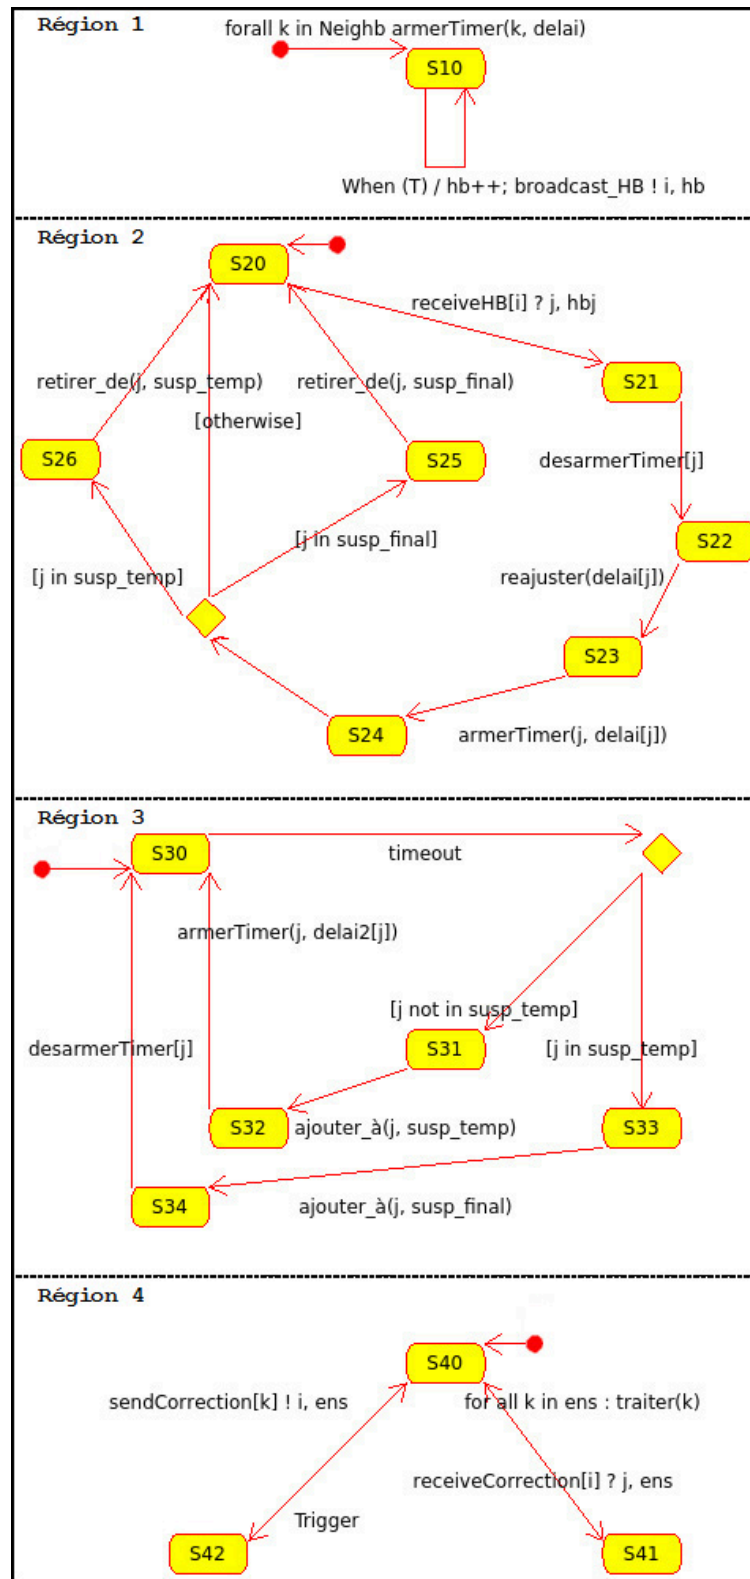 Région 1
forall k in Neighb armerTimer(k, delai)
S10
When (T) / hb++; broadcast_HB ! i, hb
Région 2
S20
receiveHB[i] ? j, hbj
retirer_de(j, susp_temp)
retirer_de(j, susp_final)
S21
[otherwise]
S26
S25
desarmerTimer[j]
[j in susp_final]
S22
[j in susp_temp]
reajuster(delai[j])
S23
S24
armerTimer(j, delai[j])
Région 3
S30
timeout
armerTimer(j, delai2[j])
[j not in susp_temp]
desarmerTimer[j]
S31
[j in susp_temp]
S32
ajouter_à(j, susp_temp)
S33
S34
ajouter_à(j, susp_final)
Région 4
S40
sendCorrection[k] ! i, ens
for all k in ens : traiter(k)
receiveCorrection[i] ? j, ens
Trigger
S42
S41